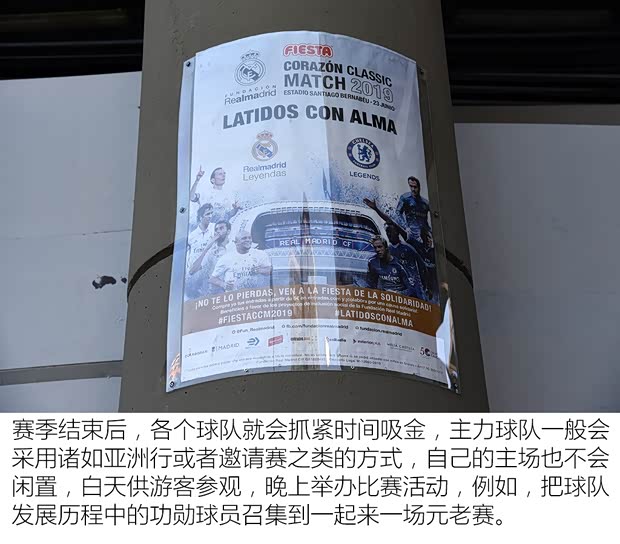 FIESTA
CORAZÓN CLASSIC
MATCH 2019
ESTADIO SANTIAGO BERNABÉU - 23 JUNIO
FUNDACIÓN
Realmadrid
LATIDOS CON ALMA
Realmadrid
Leyendas
CHELSEA
LEGENDS
REAL MADRID CF
¡NO TE LO PIERDAS, VEN A LA FIESTA DE LA SOLIDARIDAD!
#FIESTACCM2019 #LATIDOSCONALMA
赛季结束后，各个球队就会抓紧时间吸金，主力球队一般会
采用诸如亚洲行或者邀请赛之类的方式，自己的主场也不会
闲置，白天供游客参观，晚上举办比赛活动，例如，把球队
发展历程中的功勋球员召集到一起来一场元老赛。